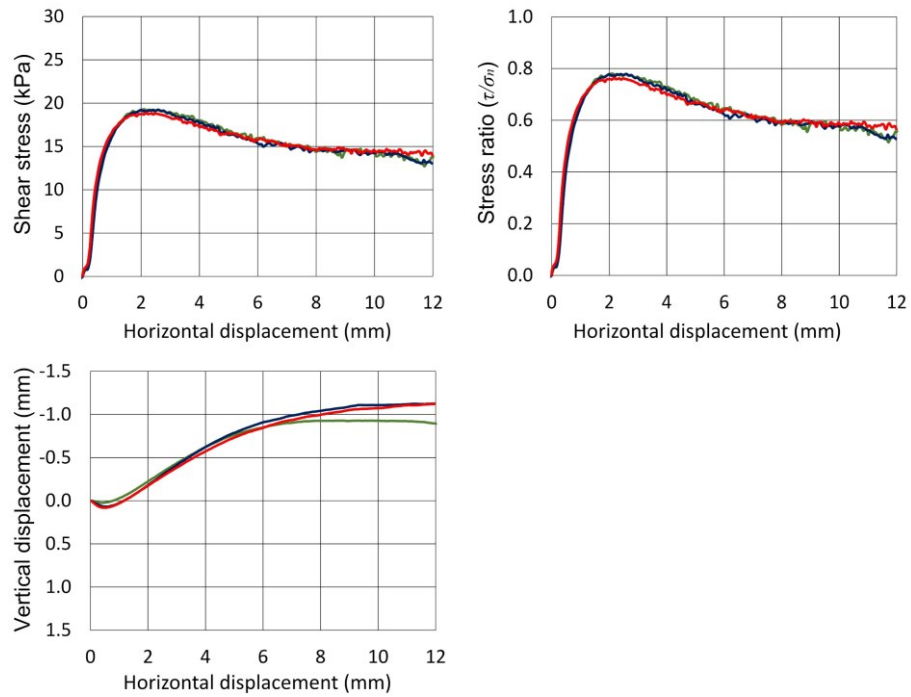 Shear stress (kPa)
30
25
20
15
10
5
0
0 2 4 6 8 10 12
Horizontal displacement (mm)
Stress ratio (τ/σn)
1.0
0.8
0.6
0.4
0.2
0.0
0 2 4 6 8 10 12
Horizontal displacement (mm)
Vertical displacement (mm)
-1.5
-1.0
-0.5
0.0
0.5
1.0
1.5
0 2 4 6 8 10 12
Horizontal displacement (mm)